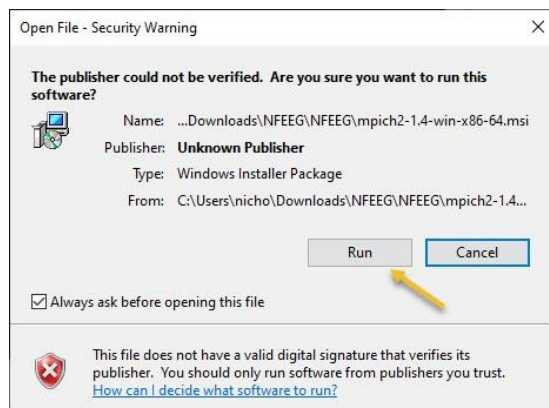 Open File - Security Warning
The publisher could not be verified.  Are you sure you want to run this
software?
Name: ...Downloads\NFEEG\NFEEG\mpich2-1.4-win-x86-64.msi
Publisher: Unknown Publisher
Type: Windows Installer Package
From: C:\Users\nicho\Downloads\NFEEG\NFEEG\mpich2-1.4...
Run Cancel
Always ask before opening this file
This file does not have a valid digital signature that verifies its
publisher.  You should only run software from publishers you trust.
How can I decide what software to run?